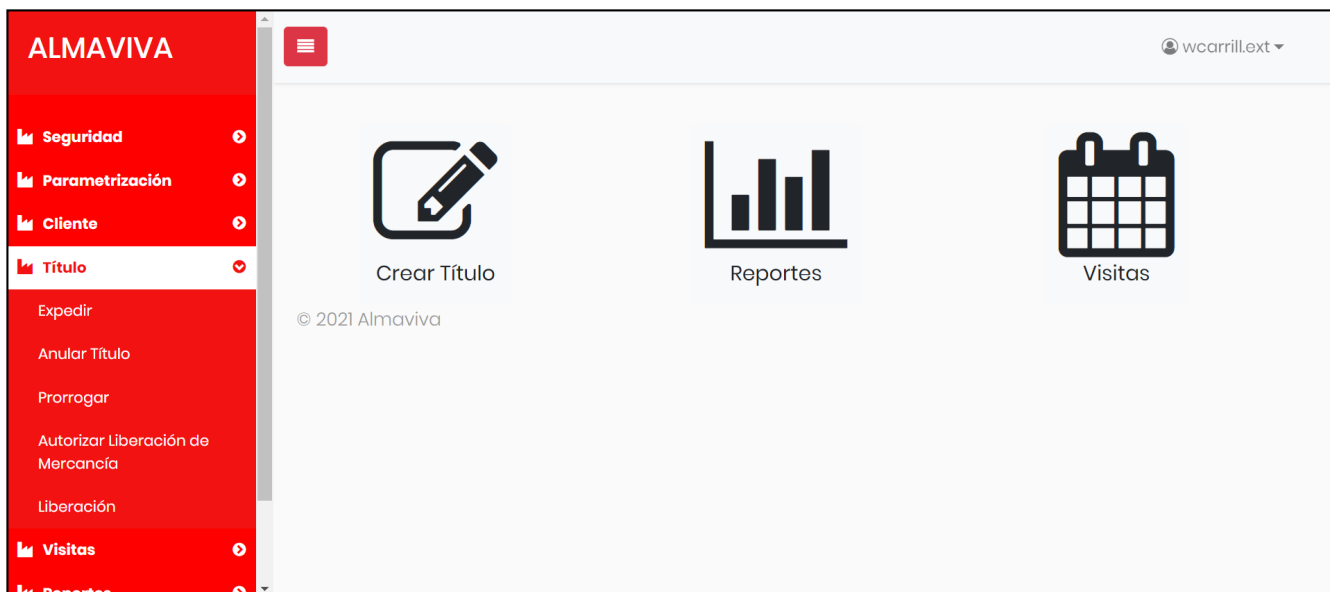 ALMAVIVA
wcarrill.ext
Seguridad
Parametrización
Cliente
Título
Expedir
Anular Título
Prorrogar
Autorizar Liberación de
Mercancía
Liberación
Visitas
Reportes
Crear Título
Reportes
Visitas
© 2021 Almaviva